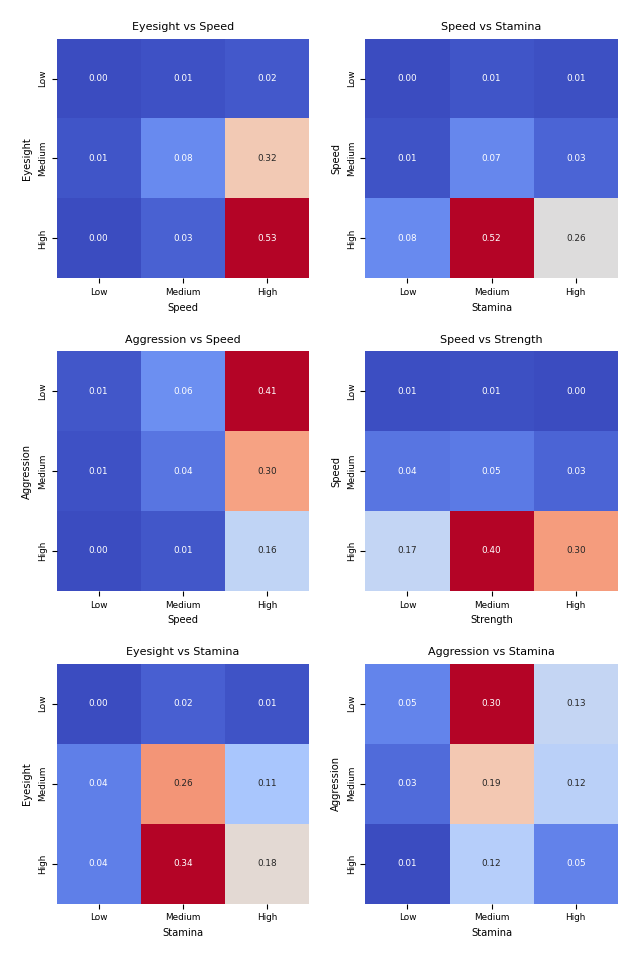 Eyesight vs Speed
Low 0.00 0.01 0.02
Eyesight Medium 0.01 0.08 0.32
High 0.00 0.03 0.53
Low Medium High
Speed
Speed vs Stamina
Low 0.00 0.01 0.01
Speed Medium 0.01 0.07 0.03
High 0.08 0.52 0.26
Low Medium High
Stamina
Aggression vs Speed
Low 0.01 0.06 0.41
Aggression Medium 0.01 0.04 0.30
High 0.00 0.01 0.16
Low Medium High
Speed
Speed vs Strength
Low 0.01 0.01 0.00
Speed Medium 0.04 0.05 0.03
High 0.17 0.40 0.30
Low Medium High
Strength
Eyesight vs Stamina
Low 0.00 0.02 0.01
Eyesight Medium 0.04 0.26 0.11
High 0.04 0.34 0.18
Low Medium High
Stamina
Aggression vs Stamina
Low 0.05 0.30 0.13
Aggression Medium 0.03 0.19 0.12
High 0.01 0.12 0.05
Low Medium High
Stamina